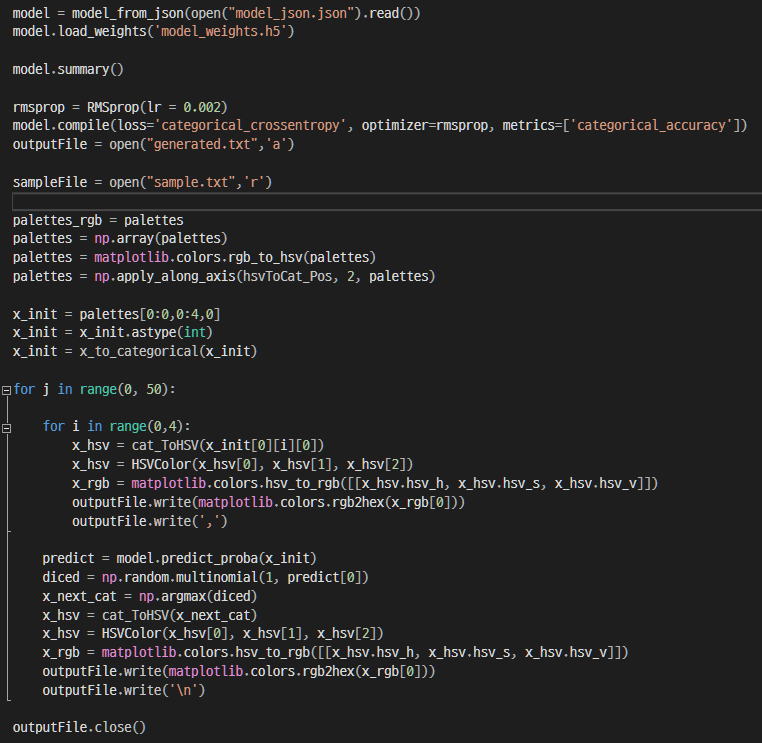 model = model_from_json(open("model_json.json").read())
model.load_weights('model_weights.h5')
model.summary()
rmsprop = RMSprop(lr = 0.002)
model.compile(loss='categorical_crossentropy', optimizer=rmsprop, metrics=['categorical_accuracy'])
outputFile = open("generated.txt",'a')
sampleFile = open("sample.txt",'r')
palettes_rgb = palettes
palettes = np.array(palettes)
palettes = matplotlib.colors.rgb_to_hsv(palettes)
palettes = np.apply_along_axis(hsvToCat_Pos, 2, palettes)
x_init = palettes[0:0,0:4,0]
x_init = x_init.astype(int)
x_init = x_to_categorical(x_init)
for j in range(0, 50):
    for i in range(0,4):
        x_hsv = cat_ToHSV(x_init[0][i][0])
        x_hsv = HSVColor(x_hsv[0], x_hsv[1], x_hsv[2])
        x_rgb = matplotlib.colors.hsv_to_rgb([[x_hsv.hsv_h, x_hsv.hsv_s, x_hsv.hsv_v]])
        outputFile.write(matplotlib.colors.rgb2hex(x_rgb[0]))
        outputFile.write(',')
    predict = model.predict_proba(x_init)
    diced = np.random.multinomial(1, predict[0])
    x_next_cat = np.argmax(diced)
    x_hsv = cat_ToHSV(x_next_cat)
    x_hsv = HSVColor(x_hsv[0], x_hsv[1], x_hsv[2])
    x_rgb = matplotlib.colors.hsv_to_rgb([[x_hsv.hsv_h, x_hsv.hsv_s, x_hsv.hsv_v]])
    outputFile.write(matplotlib.colors.rgb2hex(x_rgb[0]))
    outputFile.write('\n')
outputFile.close()